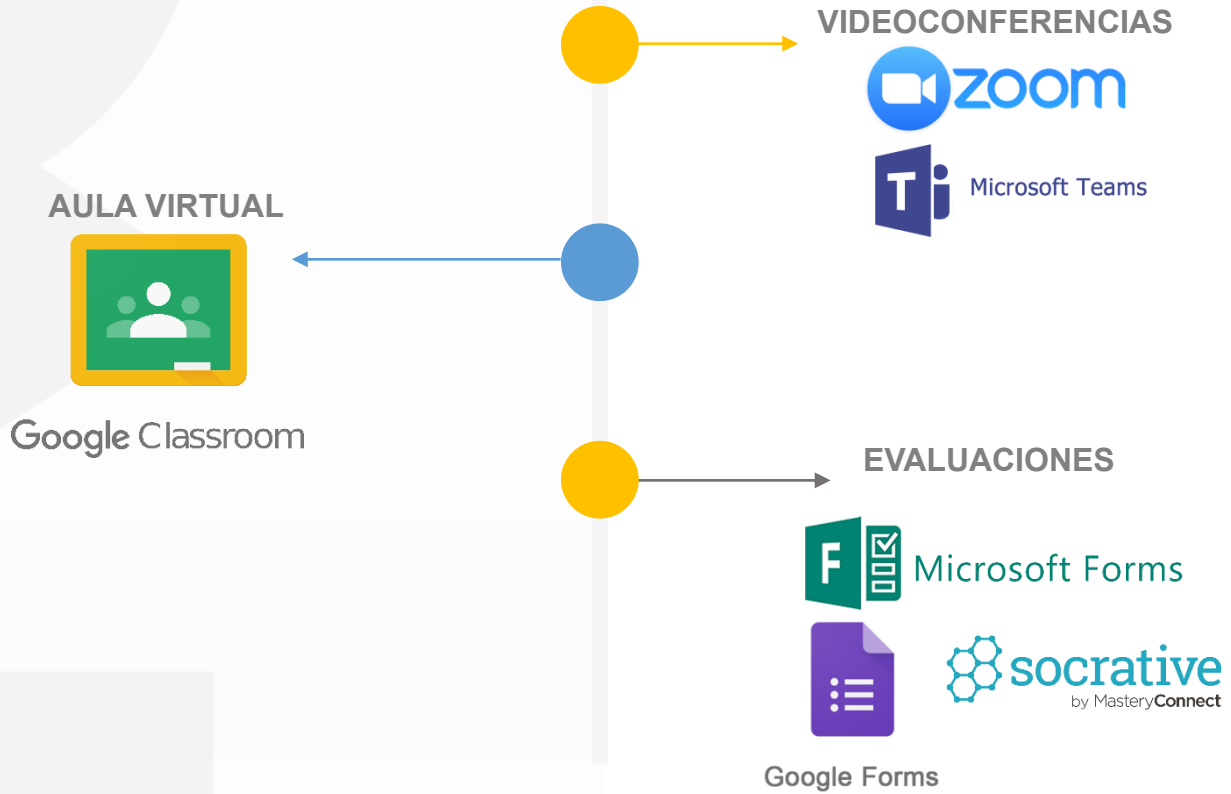 VIDEOCONFERENCIAS
zoom
T
Microsoft Teams
AULA VIRTUAL
Google Classroom
EVALUACIONES
F
Microsoft Forms
socrative
by MasteryConnect
Google Forms